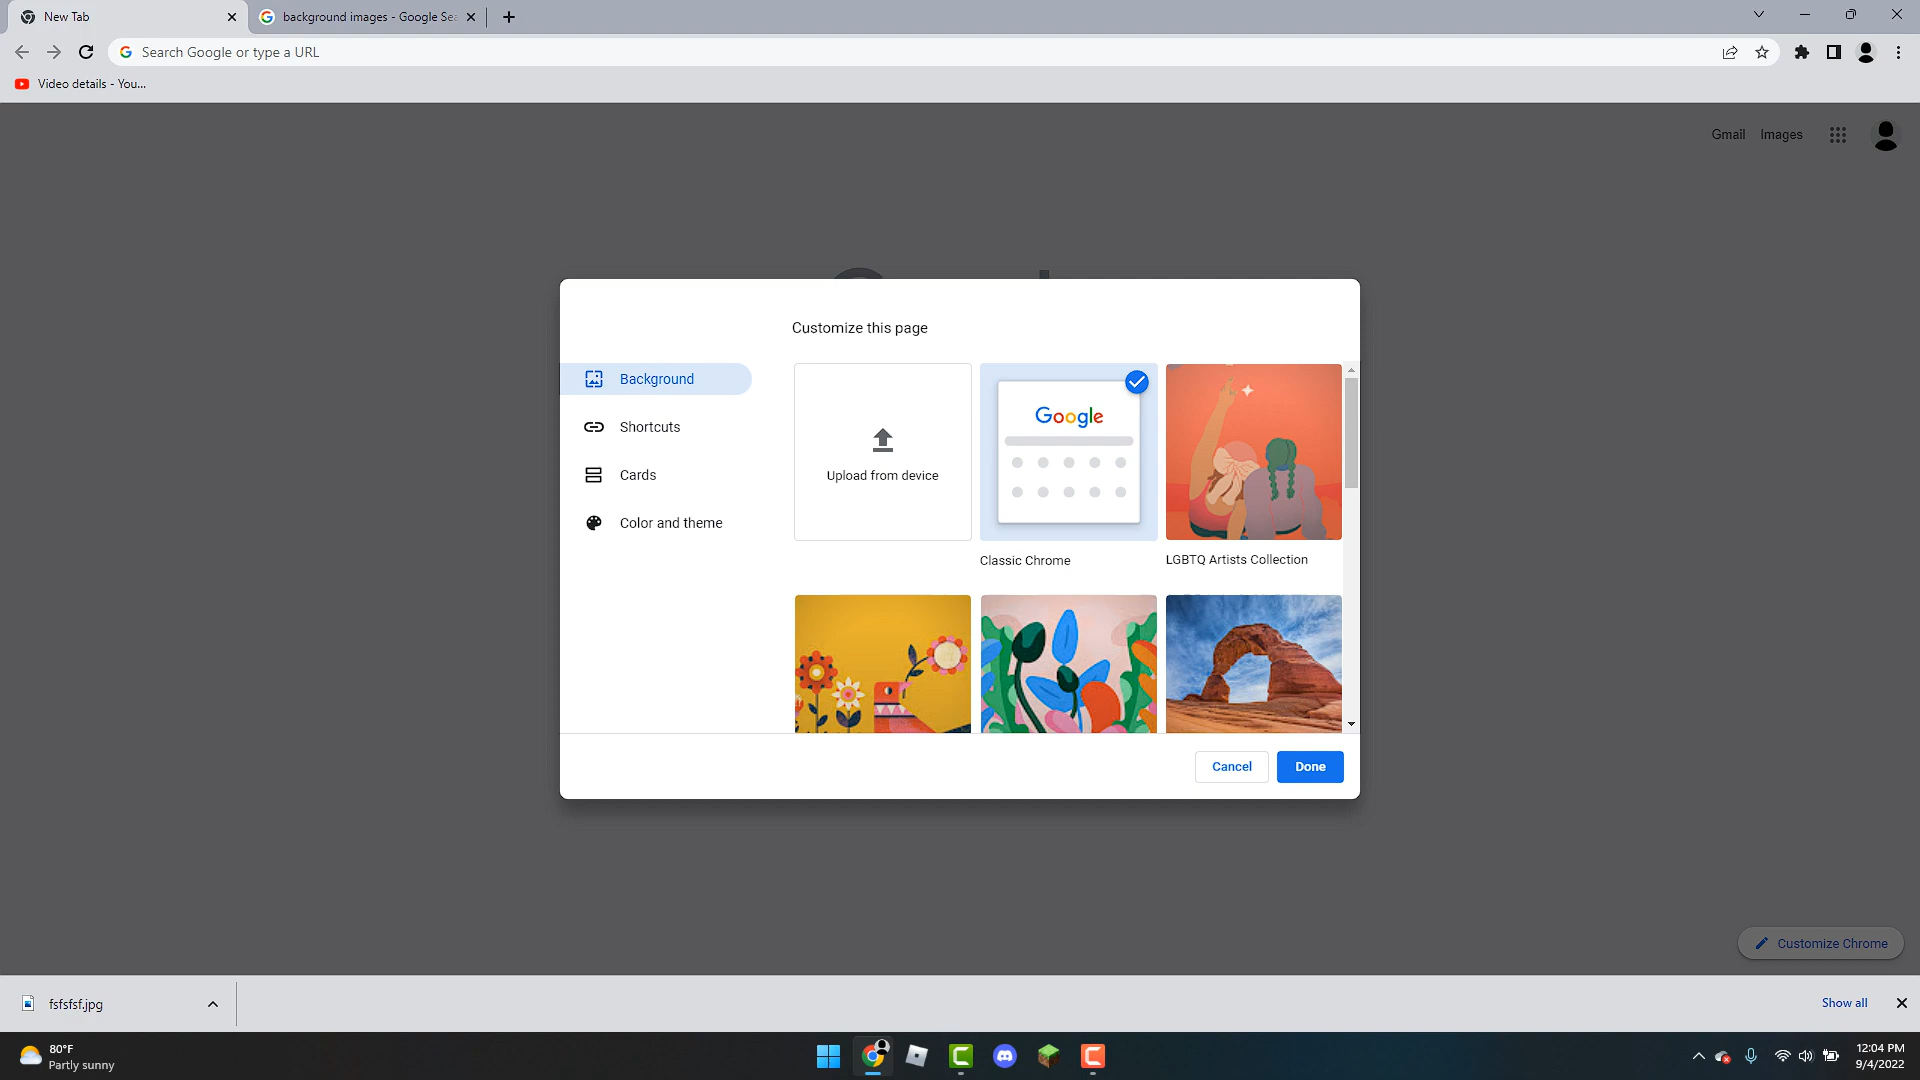 New Tab
background images - Google Sea
Search Google or type a URL
Video details - You...
Gmail
Images
Customize this page
Background
Shortcuts
Cards
Color and theme
Upload from device
Google
Classic Chrome
LGBTQ Artists Collection
Cancel
Done
Customize Chrome
fsfsfsf.jpg
Show all
80°F
Partly sunny
12:04 PM
9/4/2022